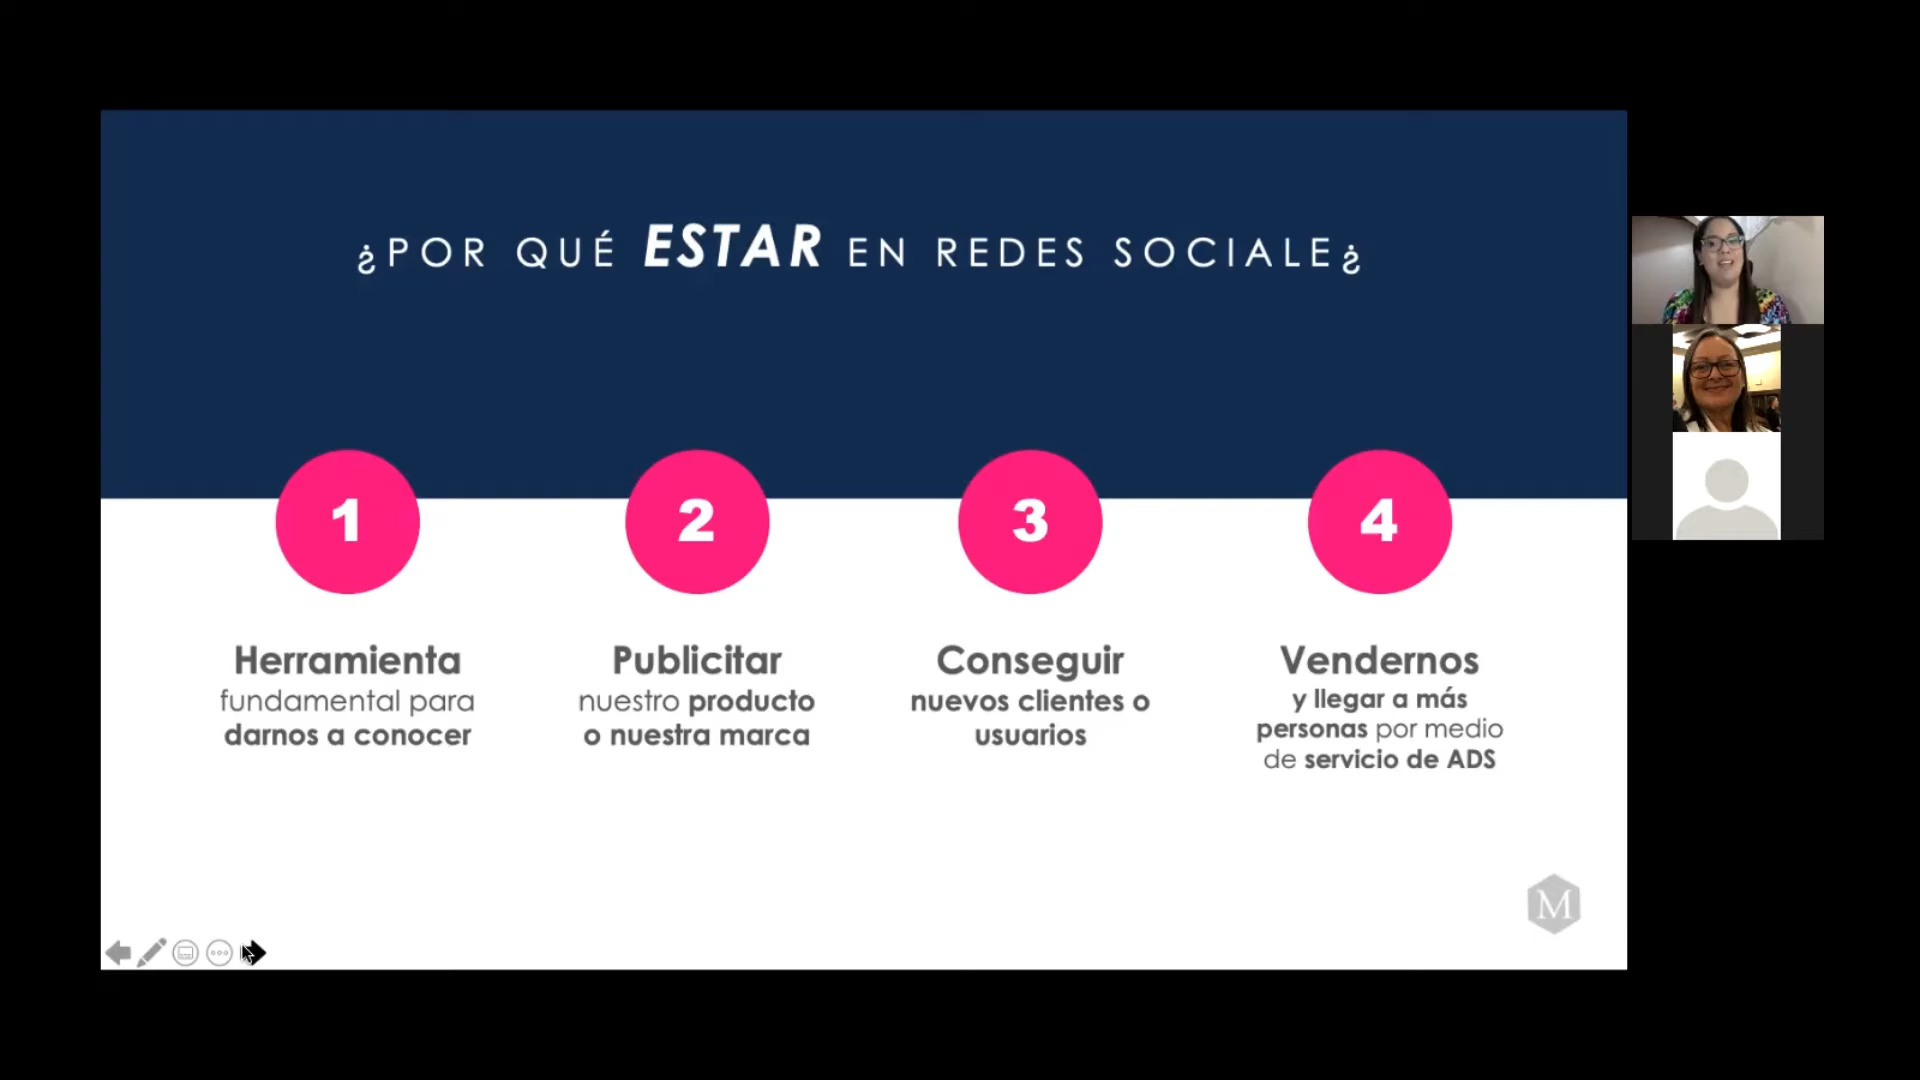 ¿POR QUÉ ESTAR EN REDES SOCIALE¿
1
2
3
4
Herramienta
fundamental para
darnos a conocer
Publicitar
nuestro producto
o nuestra marca
Conseguir
nuevos clientes o
usuarios
Vendernos
y llegar a más
personas por medio
de servicio de ADS
M